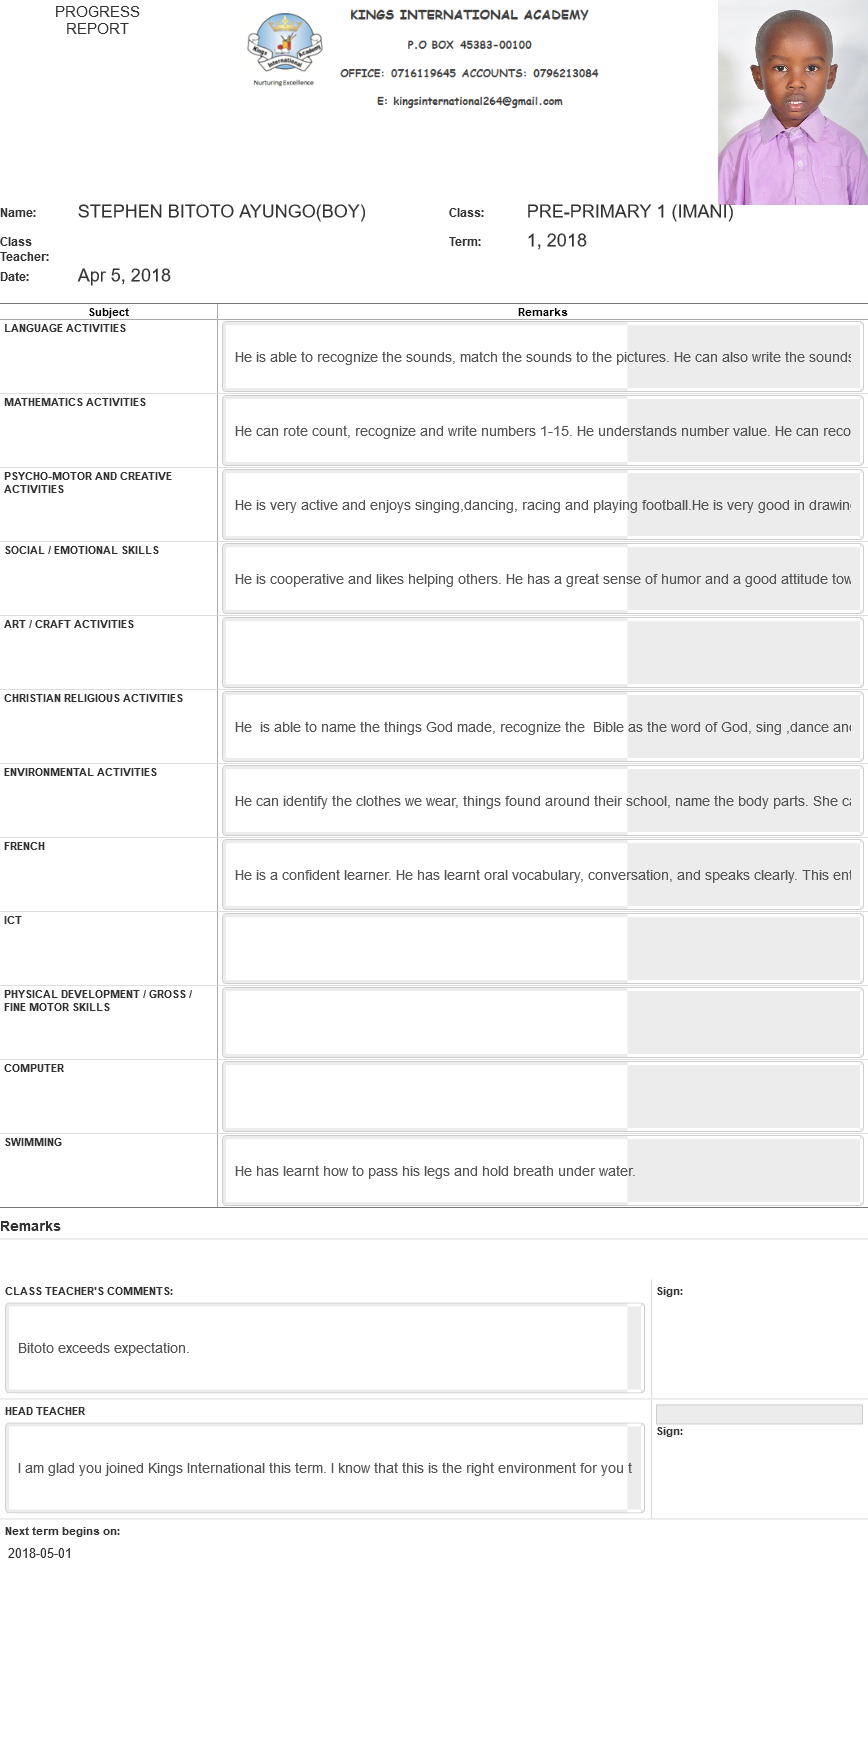 PROGRESS
REPORT
KINGS INTERNATIONAL ACADEMY
P.O BOX 45383-00100
OFFICE: 0716119645 ACCOUNTS: 0796213084
E: kingsinternational264@gmail.com
Kings Academy
International
Nurturing Excellence
Name: STEPHEN BITOTO AYUNGO(BOY) Class: PRE-PRIMARY 1 (IMANI)
Class
Teacher:
Term: 1, 2018
Date: Apr 5, 2018
Subject Remarks
LANGUAGE ACTIVITIES
He is able to recognize the sounds, match the sounds to the pictures. He can also write the sounds
MATHEMATICS ACTIVITIES
He can rote count, recognize and write numbers 1-15. He understands number value. He can reco
PSYCHO-MOTOR AND CREATIVE
ACTIVITIES
He is very active and enjoys singing,dancing, racing and playing football.He is very good in drawin
SOCIAL / EMOTIONAL SKILLS
He is cooperative and likes helping others. He has a great sense of humor and a good attitude tow
ART / CRAFT ACTIVITIES
CHRISTIAN RELIGIOUS ACTIVITIES
He is able to name the things God made, recognize the Bible as the word of God, sing ,dance and
ENVIRONMENTAL ACTIVITIES
He can identify the clothes we wear, things found around their school, name the body parts. She ca
FRENCH
He is a confident learner. He has learnt oral vocabulary, conversation, and speaks clearly. This ent
ICT
PHYSICAL DEVELOPMENT / GROSS /
FINE MOTOR SKILLS
COMPUTER
SWIMMING
He has learnt how to pass his legs and hold breath under water.
Remarks
CLASS TEACHER'S COMMENTS: Sign:
Bitoto exceeds expectation.
HEAD TEACHER
Sign:
I am glad you joined Kings International this term. I know that this is the right environment for you t
Next term begins on:
2018-05-01